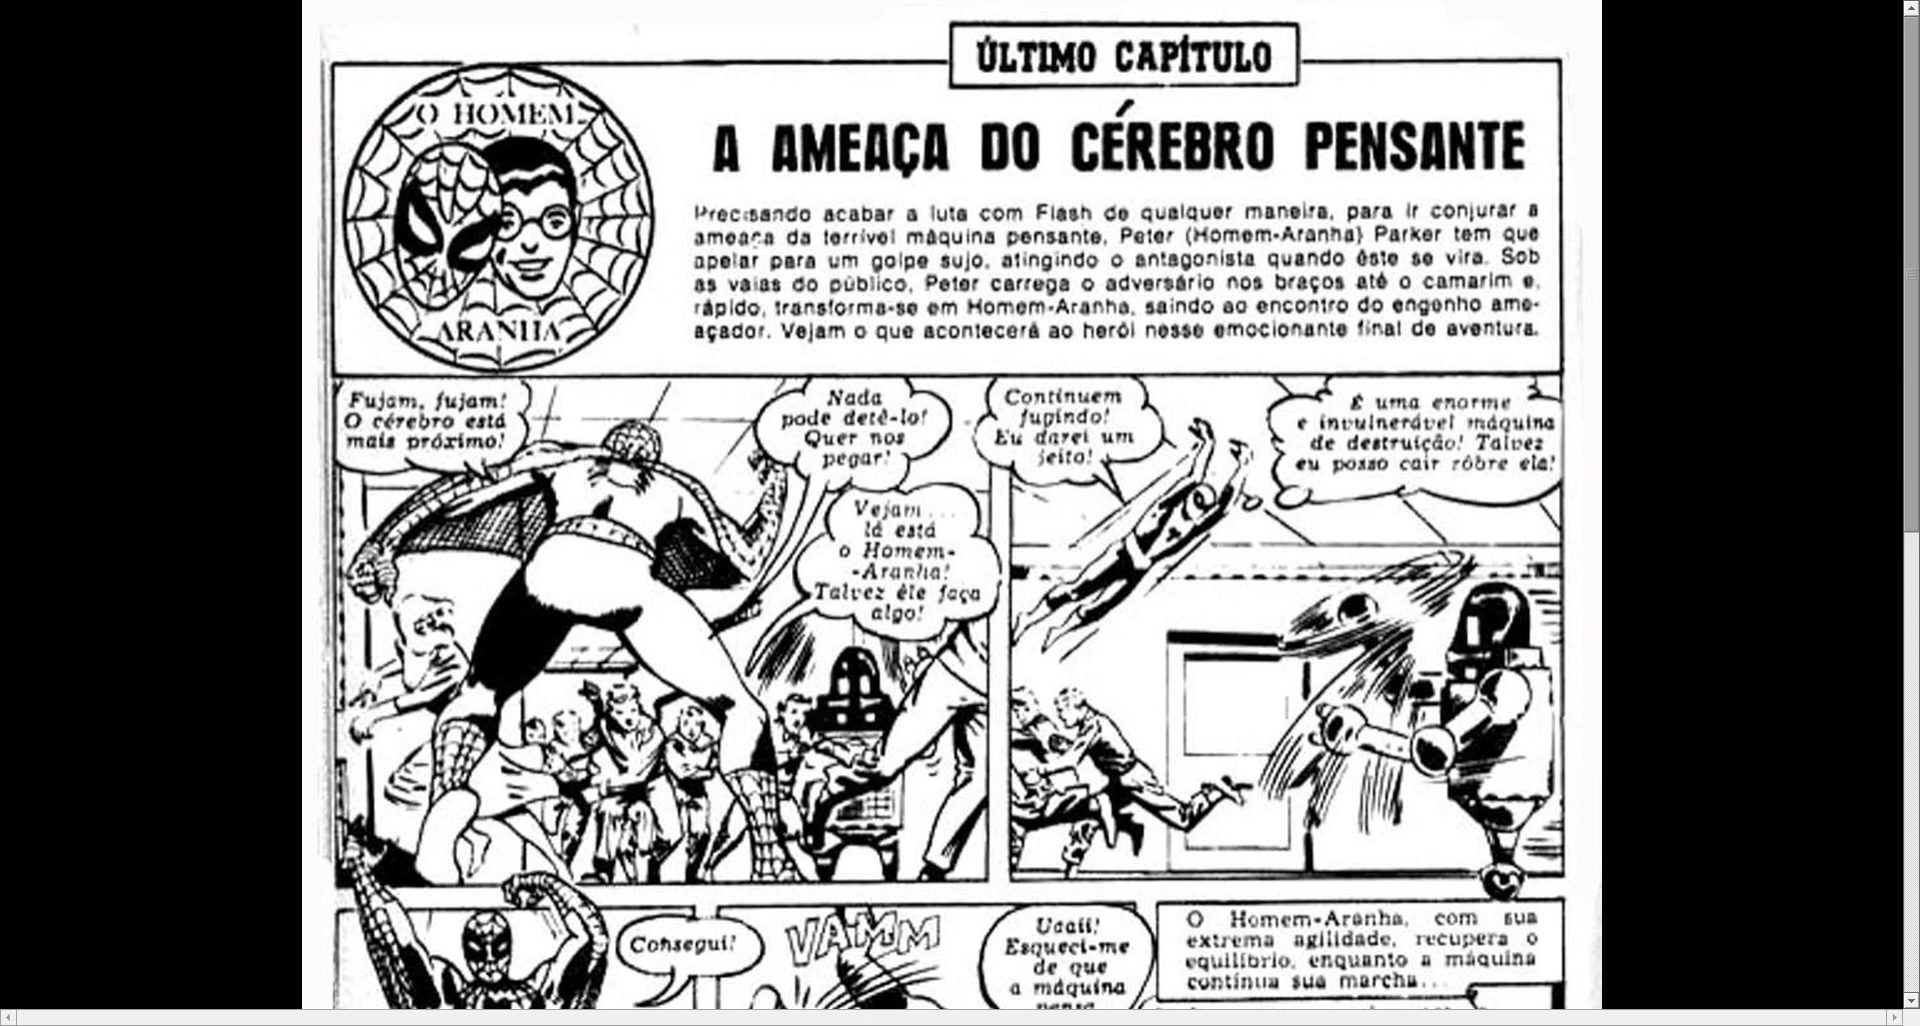 ÚLTIMO CAPÍTULO
O HOMEM
ARANHA
A AMEAÇA DO CÉREBRO PENSANTE
Precisando acabar a luta com Flash de qualquer maneira, para ir conjurar a
ameaça da terrível máquina pensante, Peter (Homem-Aranha) Parker tem que
apelar para um golpe sujo, atingindo o antagonista quando êste se vira. Sob
as vaias do público, Peter carrega o adversário nos braços até o camarim e,
rápido, transforma-se em Homem-Aranha, saindo ao encontro do engenho ame-
açador. Vejam o que acontecerá ao herói nesse emocionante final de aventura.
Fujam, fujam!
O cérebro está
mais próximo!
Nada
pode detê-lo!
Quer nos
pegar!
Vejam...
lá está
o Homem-
-Aranha!
Talvez êle faça
algo!
Continuem
fugindo!
Eu darei um
jeito!
É uma enorme
e invulnerável máquina
de destruição! Talvez
eu possa cair sôbre ela!
Consegui!
VAMM
Uaaii!
Esqueci-me
de que
a máquina
pensa
O Homem-Aranha, com sua
extrema agilidade, recupera o
equilíbrio, enquanto a máquina
continua sua marcha...